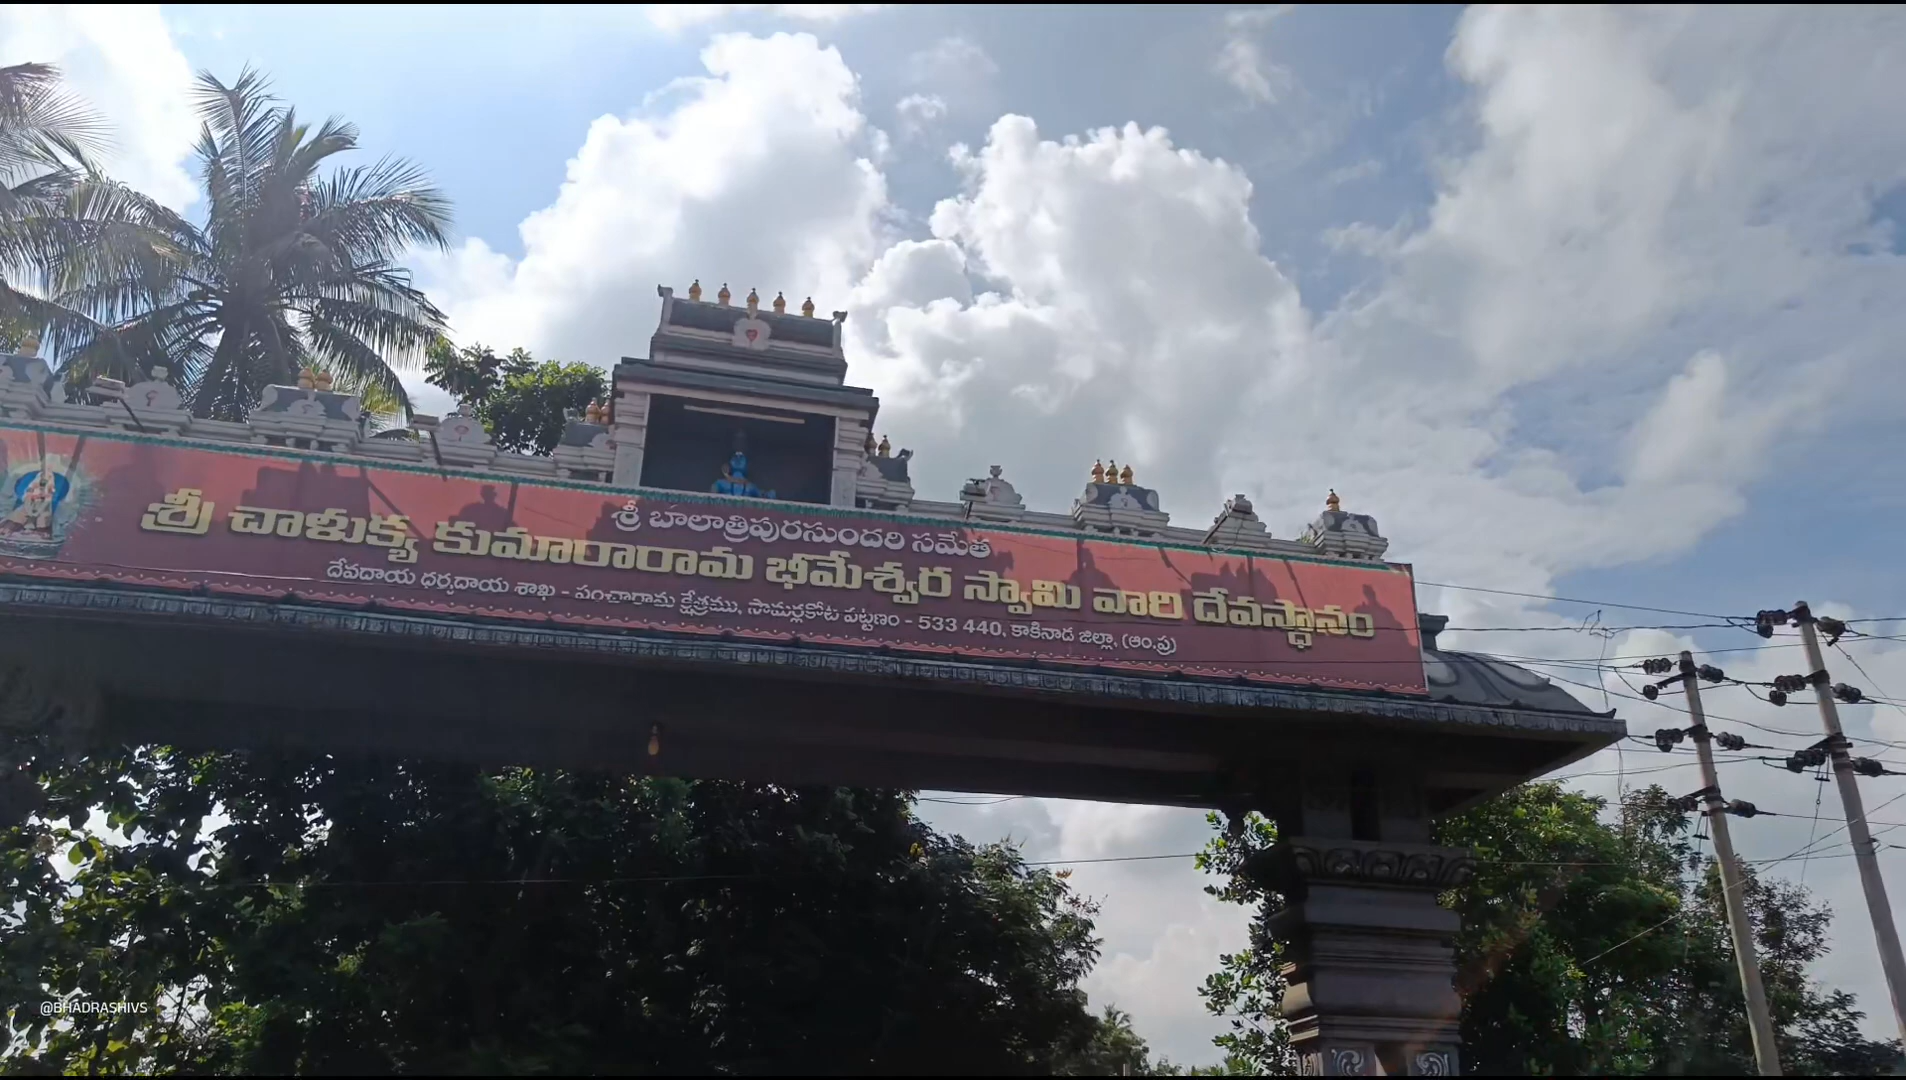 శ్రీ బాలాత్రిపురసుందరి సమేత
శ్రీ చాళుక్య కుమారారామ భీమేశ్వర స్వామి వారి దేవస్థానం
దేవదాయ ధర్మదాయ శాఖ - పంచారామ క్షేత్రము, సామర్లకోట పట్టణం - 533 440, కాకినాడ జిల్లా, (ఆం.ప్ర)
@BHADRASHIVS